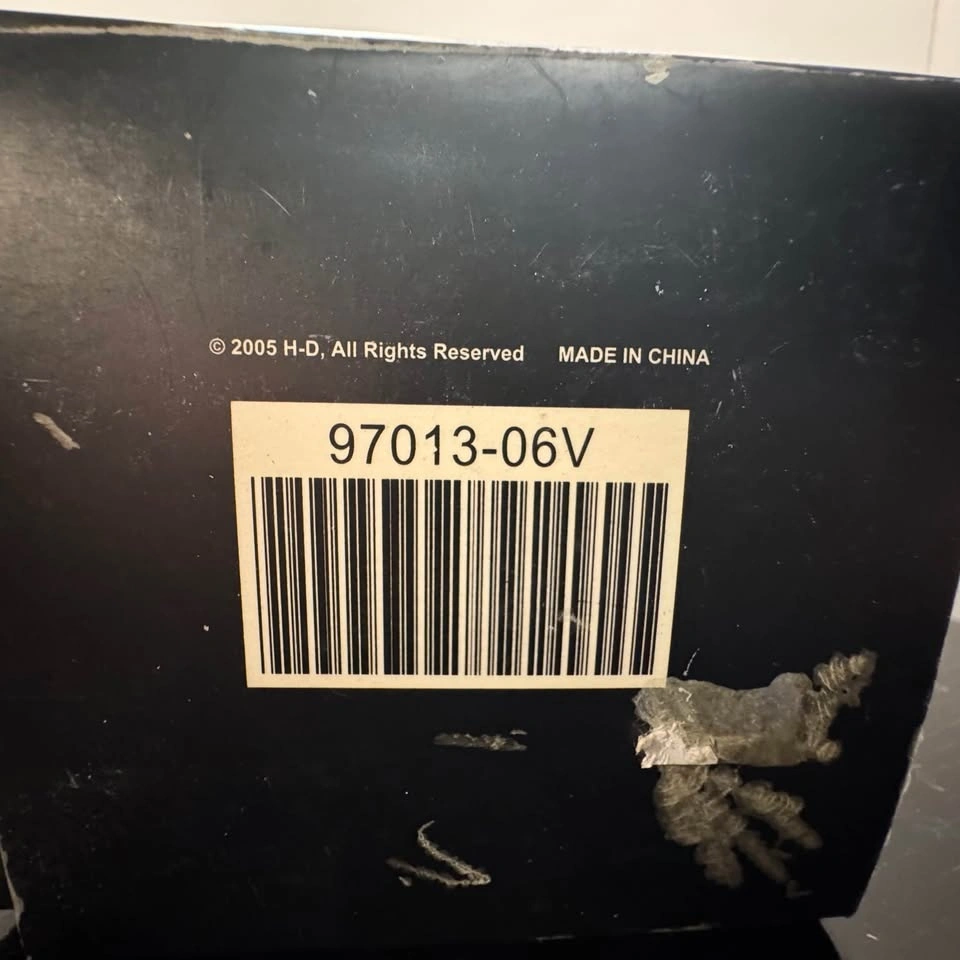 © 2005 H-D, All Rights Reserved MADE IN CHINA
97013-06V